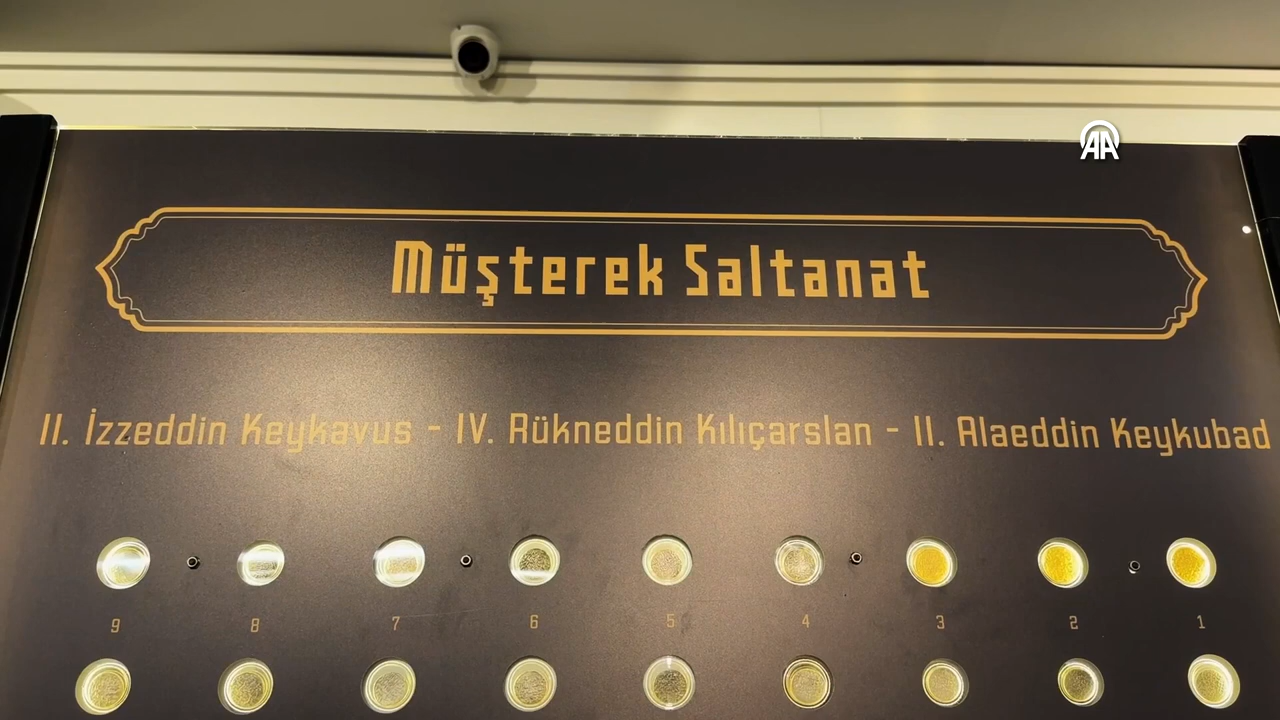 AA
Müşterek Saltanat
II. İzzeddin Keykavus - IV. Rükneddin Kılıçarslan - II. Alaeddin Keykubad
9 8 7 6 5 4 3 2 1